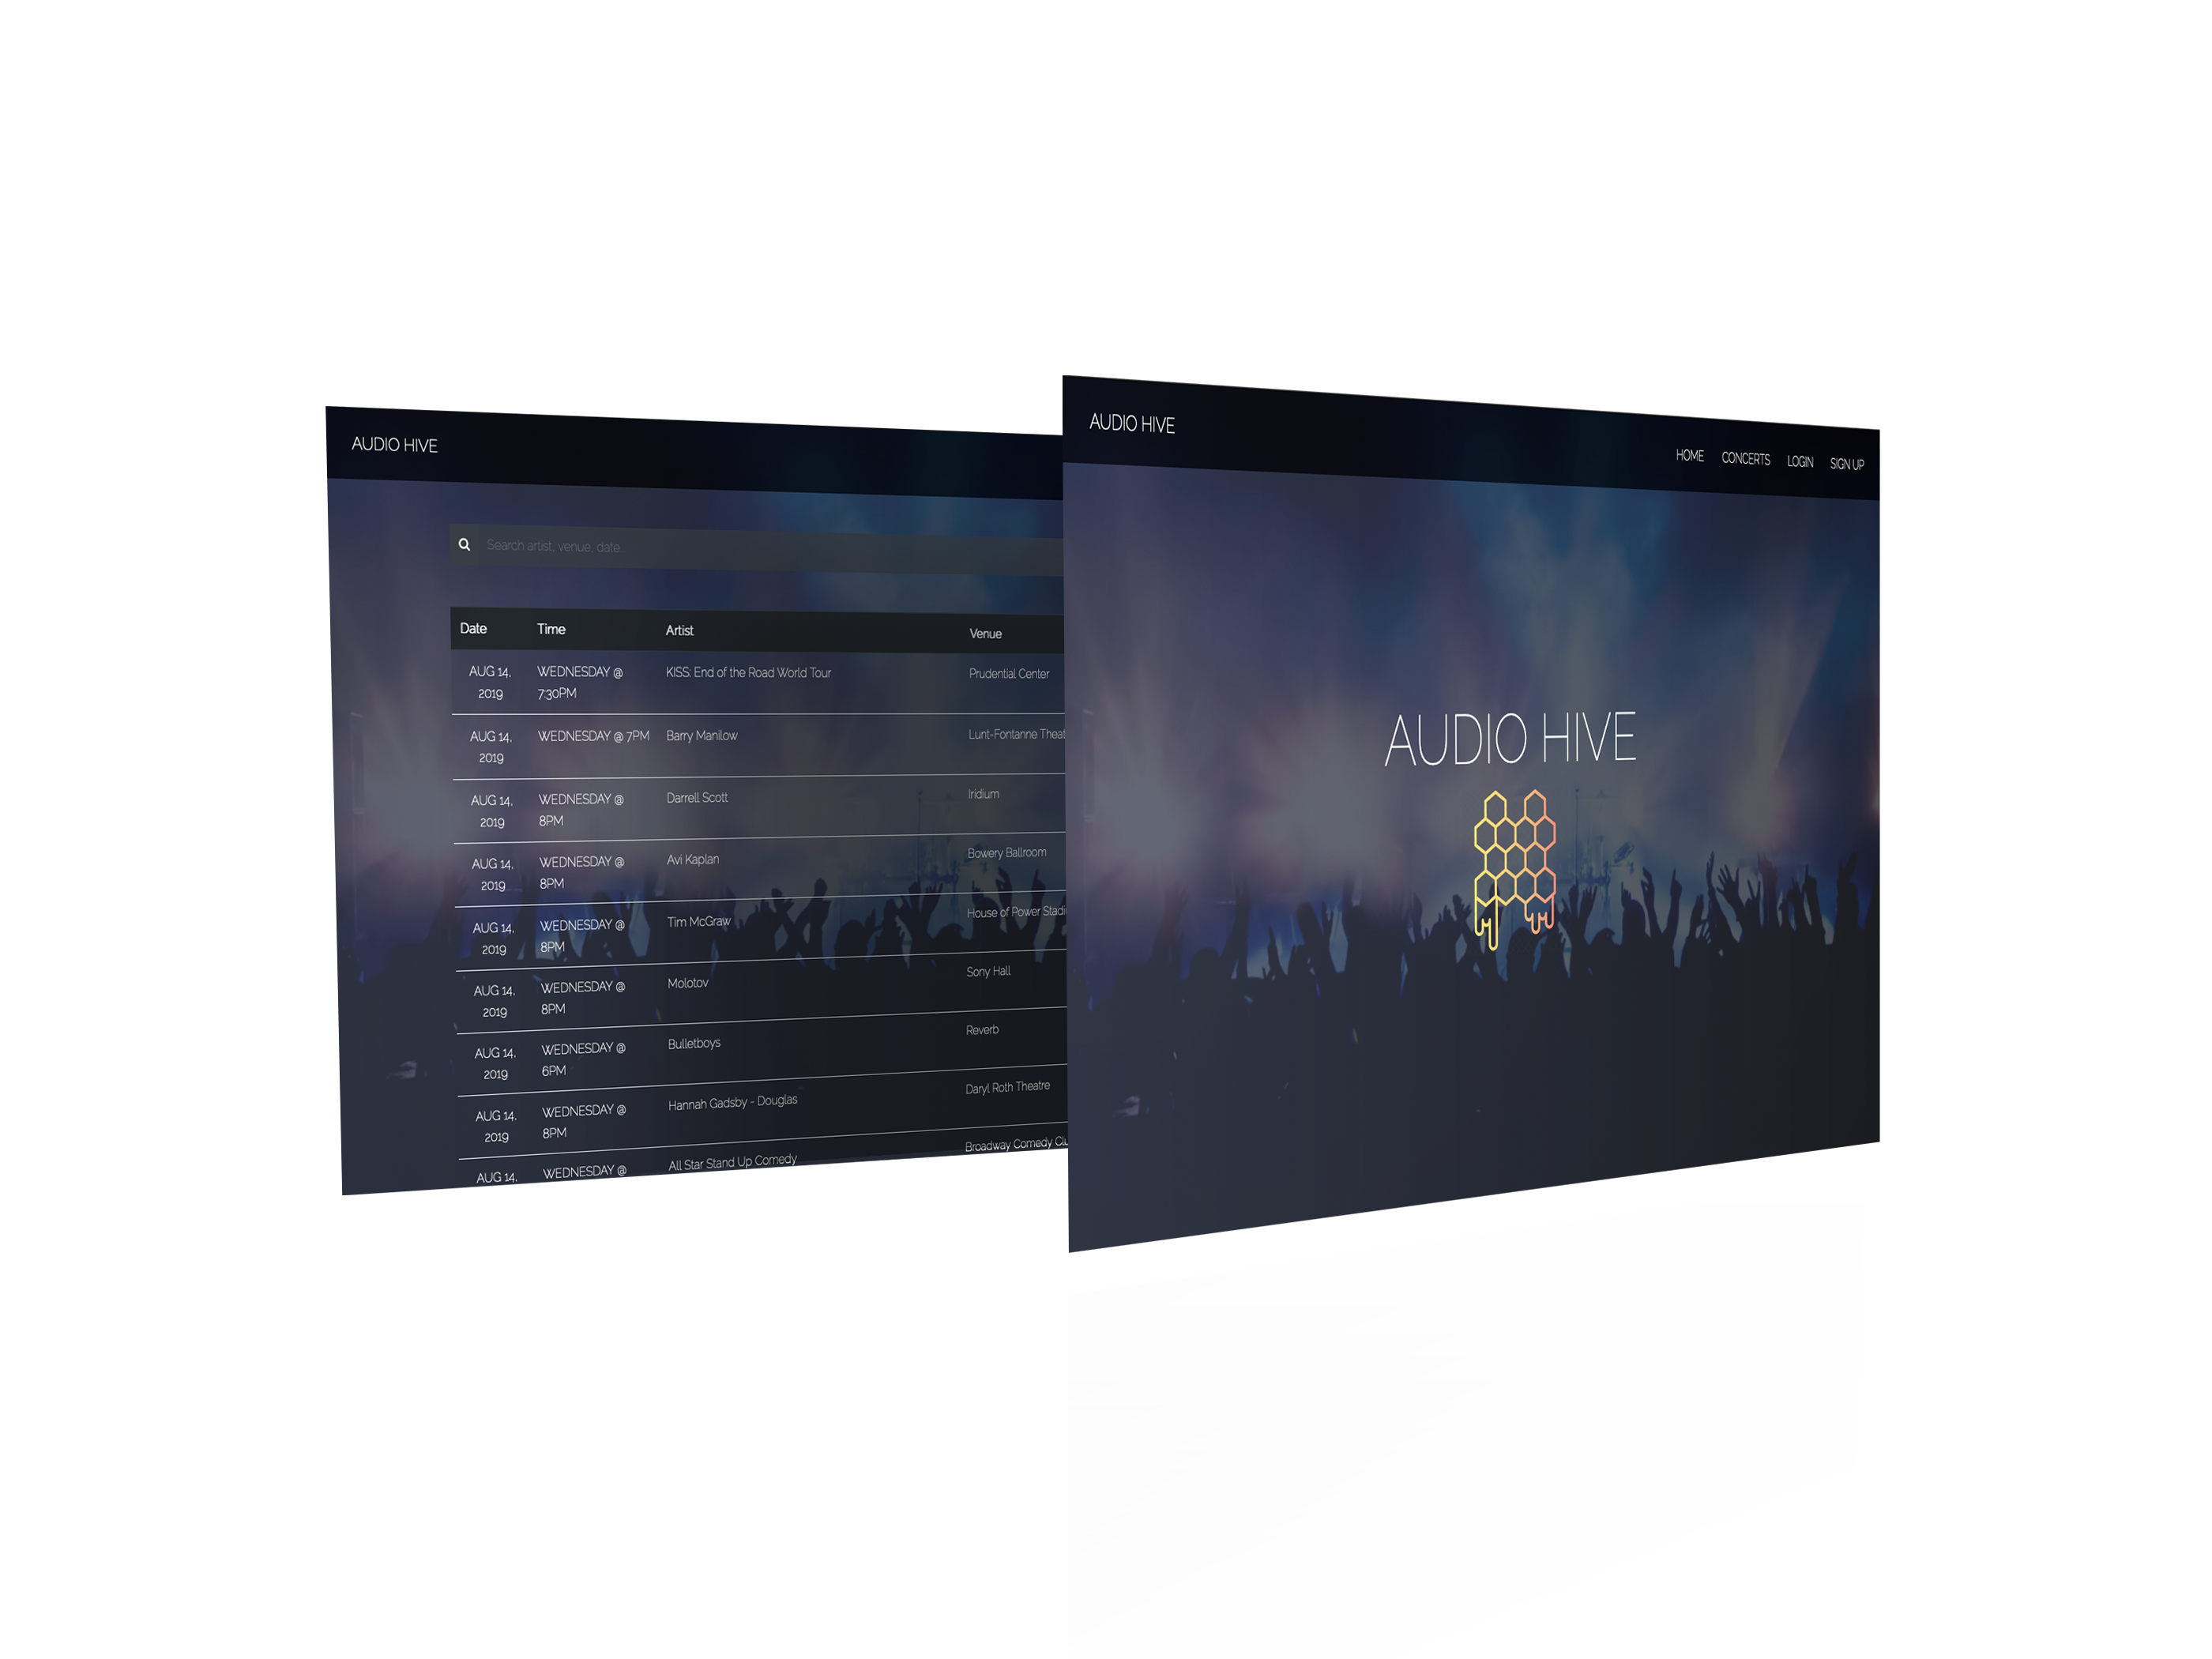 AUDIO HIVE
Search artist, venue, date..
Date Time Artist Venue
AUG 14, 2019 WEDNESDAY @ 7:30PM KISS: End of the Road World Tour Prudential Center
AUG 14, 2019 WEDNESDAY @ 7PM Barry Manilow Lunt-Fontanne Theat
AUG 14, 2019 WEDNESDAY @ 8PM Darrell Scott Iridium
AUG 14, 2019 WEDNESDAY @ 8PM Avi Kaplan Bowery Ballroom
AUG 14, 2019 WEDNESDAY @ 8PM Tim McGraw House of Power Stadi
AUG 14, 2019 WEDNESDAY @ 8PM Molotov Sony Hall
AUG 14, 2019 WEDNESDAY @ 6PM Bulletboys Reverb
AUG 14, 2019 WEDNESDAY @ 8PM Hannah Gadsby - Douglas Daryl Roth Theatre
AUG 14, WEDNESDAY @ All Star Stand Up Comedy Broadway Comedy Clu
AUDIO HIVE
HOME CONCERTS LOGIN SIGN UP
AUDIO HIVE